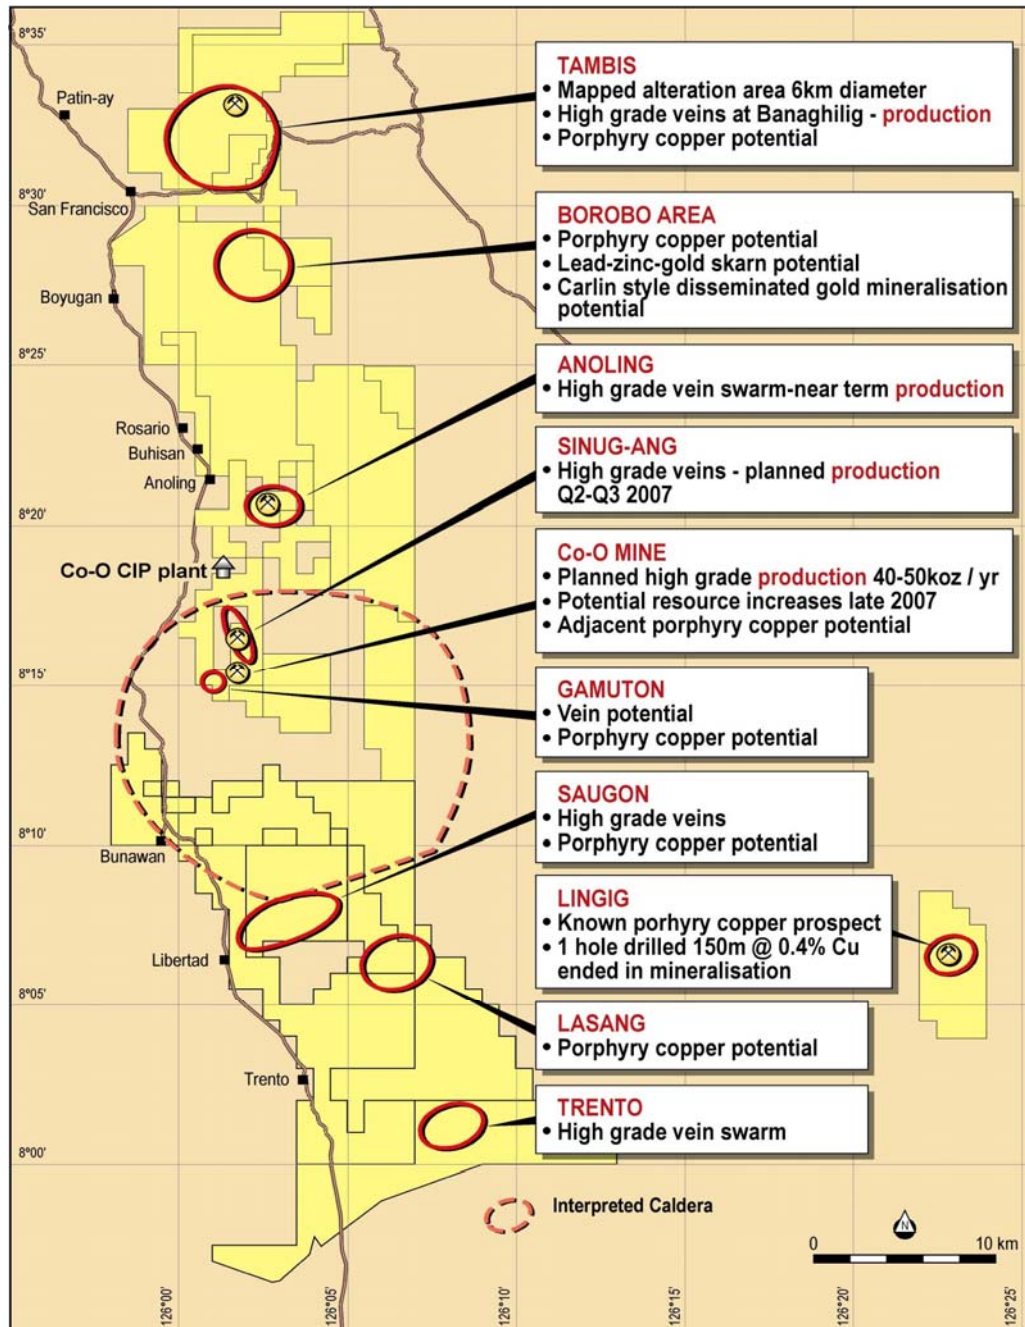 8°35'
TAMBIS
• Mapped alteration area 6km diameter
• High grade veins at Banaghilig - production
• Porphyry copper potential
Patin-ay
8°30'
San Francisco
BOROBO AREA
• Porphyry copper potential
• Lead-zinc-gold skarn potential
• Carlin style disseminated gold mineralisation
potential
Boyugan
8°25'
ANOLING
• High grade vein swarm-near term production
Rosario
Buhisan
Anoling
SINUG-ANG
• High grade veins - planned production
Q2-Q3 2007
8°20'
Co-O CIP plant
Co-O MINE
• Planned high grade production 40-50koz / yr
• Potential resource increases late 2007
• Adjacent porphyry copper potential
8°15'
GAMUTON
• Vein potential
• Porphyry copper potential
SAUGON
• High grade veins
• Porphyry copper potential
8°10'
Bunawan
LINGIG
• Known porhyry copper prospect
• 1 hole drilled 150m @ 0.4% Cu
ended in mineralisation
Libertad
8°05'
LASANG
• Porphyry copper potential
Trento
TRENTO
• High grade vein swarm
8°00'
Interpreted Caldera
N
0 10 km
126°00'
126°05'
126°10'
126°15'
126°20'
126°25'